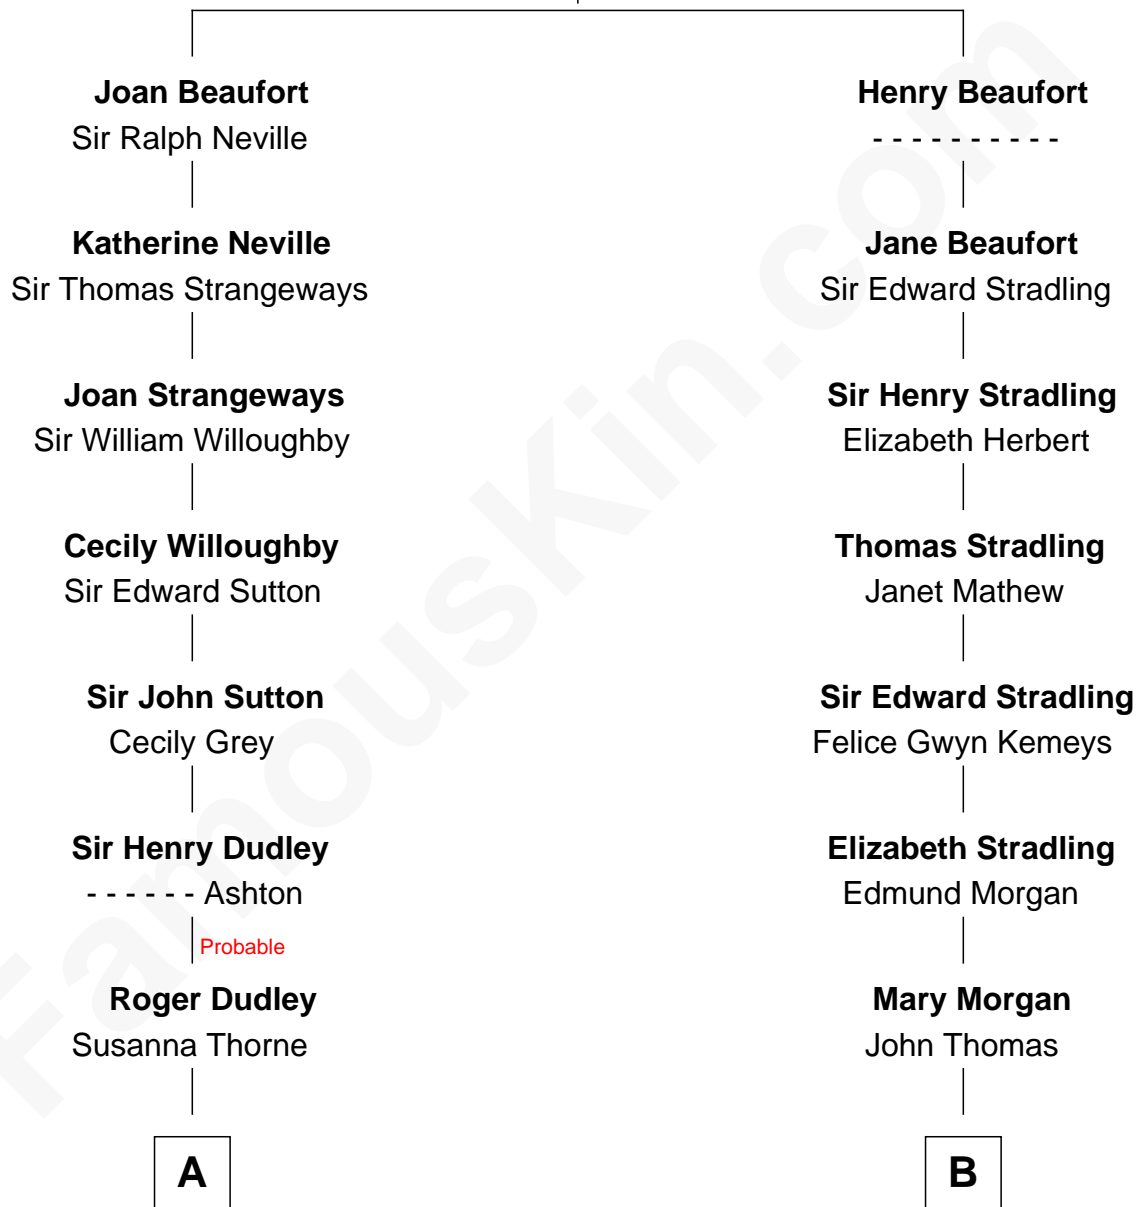 Joan Beaufort
Sir Ralph Neville
Katherine Neville
Sir Thomas Strangeways
Joan Strangeways
Sir William Willoughby
Cecily Willoughby
Sir Edward Sutton
Sir John Sutton
Cecily Grey
Sir Henry Dudley
- - - - - - Ashton
Probable
Roger Dudley
Susanna Thorne
A
Henry Beaufort
- - - - - - - - - -
Jane Beaufort
Sir Edward Stradling
Sir Henry Stradling
Elizabeth Herbert
Thomas Stradling
Janet Mathew
Sir Edward Stradling
Felice Gwyn Kemeys
Elizabeth Stradling
Edmund Morgan
Mary Morgan
John Thomas
B
FamousKin.com